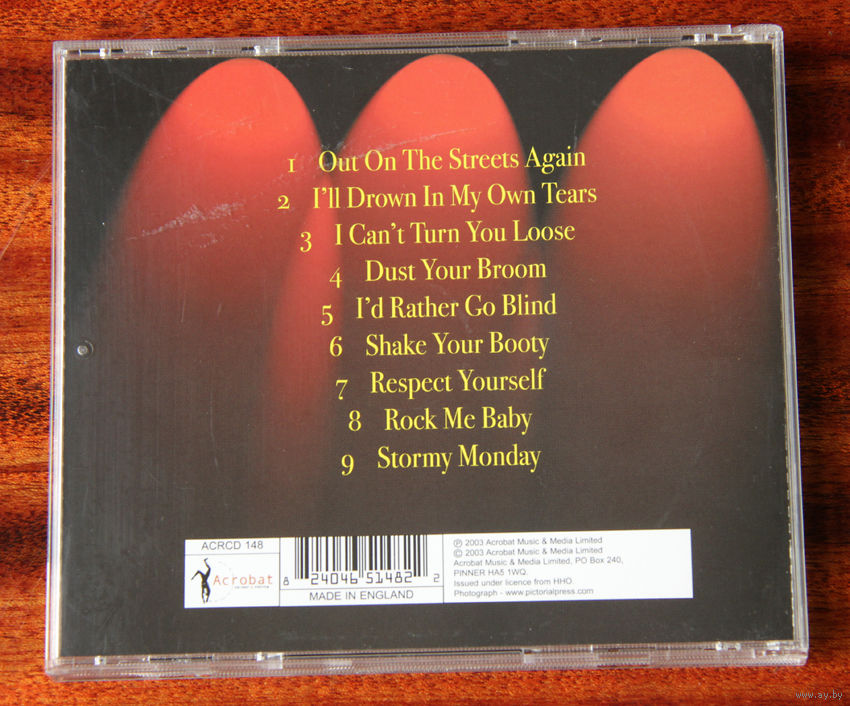 1 Out On The Streets Again
2 I'll Drown In My Own Tears
3 I Can't Turn You Loose
4 Dust Your Broom
5 I'd Rather Go Blind
6 Shake Your Booty
7 Respect Yourself
8 Rock Me Baby
9 Stormy Monday
ACRCD 148
Acrobat
8 24046 51482 2
MADE IN ENGLAND
℗ 2003 Acrobat Music & Media Limited
© 2003 Acrobat Music & Media Limited
Acrobat Music & Media Limited, PO Box 240,
PINNER HA5 1WQ.
Issued under licence from HHO.
Photograph - www.pictorialpress.com
www.ay.by